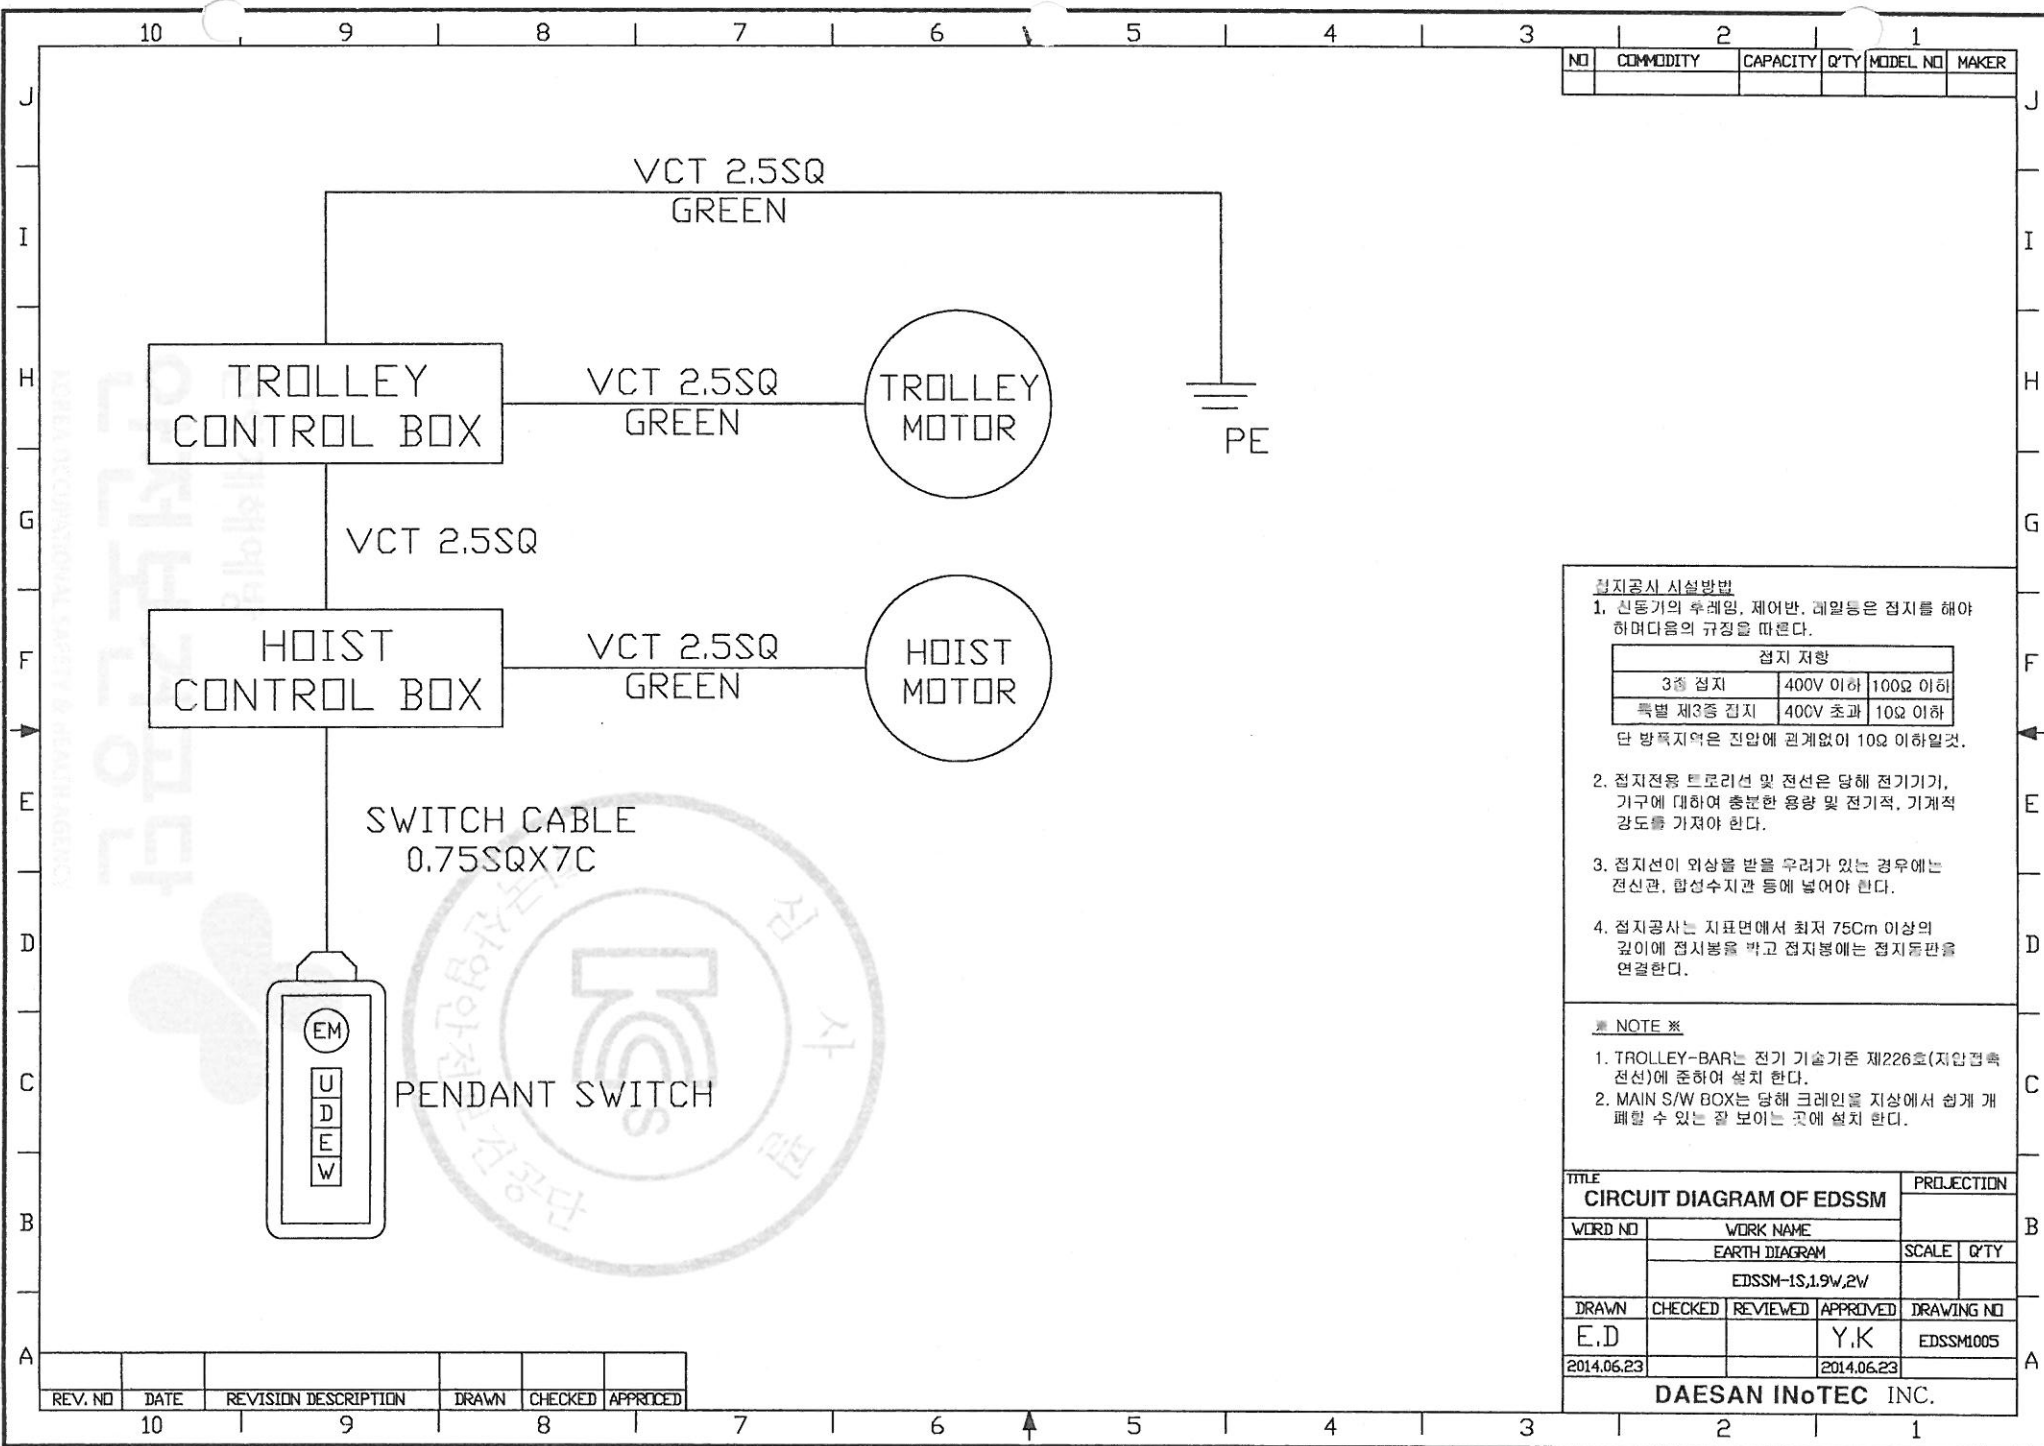 10 9 8 7 6 5 4 3 2 1
NO COMMODITY CAPACITY Q'TY MODEL NO MAKER
J J
I I
H H
G G
F F
E E
D D
C C
B B
A A
VCT 2.5SQ
GREEN
TROLLEY
CONTROL BOX
VCT 2.5SQ
GREEN
TROLLEY
MOTOR
PE
VCT 2.5SQ
HOIST
CONTROL BOX
VCT 2.5SQ
GREEN
HOIST
MOTOR
SWITCH CABLE
0.75SQX7C
EM
U
D
E
W
PENDANT SWITCH
심사필
KCS
접지공사 시설방법
1. 전동기의 후레임, 제어반, 레일등은 접지를 해야
하며다음의 규정을 따른다.
접지 저항
3종 접지 400V 이하 100Ω 이하
특별 제3종 접지 400V 초과 10Ω 이하
단 방폭지역은 전압에 관계없이 10Ω 이하일것.
2. 접지전용 트로리선 및 전선은 당해 전기기기,
기구에 대하여 충분한 용량 및 전기적, 기계적
강도를 가져야 한다.
3. 접지선이 외상을 받을 우려가 있는 경우에는
전선관, 합성수지관 등에 넣어야 한다.
4. 접지공사는 지표면에서 최저 75Cm 이상의
깊이에 접지봉을 박고 접지봉에는 접지동판을
연결한다.
※ NOTE ※
1. TROLLEY-BAR는 전기 기술기준 제226호(저압접촉
전선)에 준하여 설치 한다.
2. MAIN S/W BOX는 당해 크레인을 지상에서 쉽게 개
폐할 수 있는 잘 보이는 곳에 설치 한다.
TITLE
CIRCUIT DIAGRAM OF EDSSM
PROJECTION
WORD NO WORK NAME
EARTH DIAGRAM SCALE Q'TY
EDSSM-1S,1.9W,2W
DRAWN CHECKED REVIEWED APPROVED DRAWING NO
E.D Y.K EDSSM1005
2014.06.23 2014.06.23
DAESAN INoTEC INC.
REV. NO DATE REVISION DESCRIPTION DRAWN CHECKED APPROCED
10 9 8 7 6 5 4 3 2 1